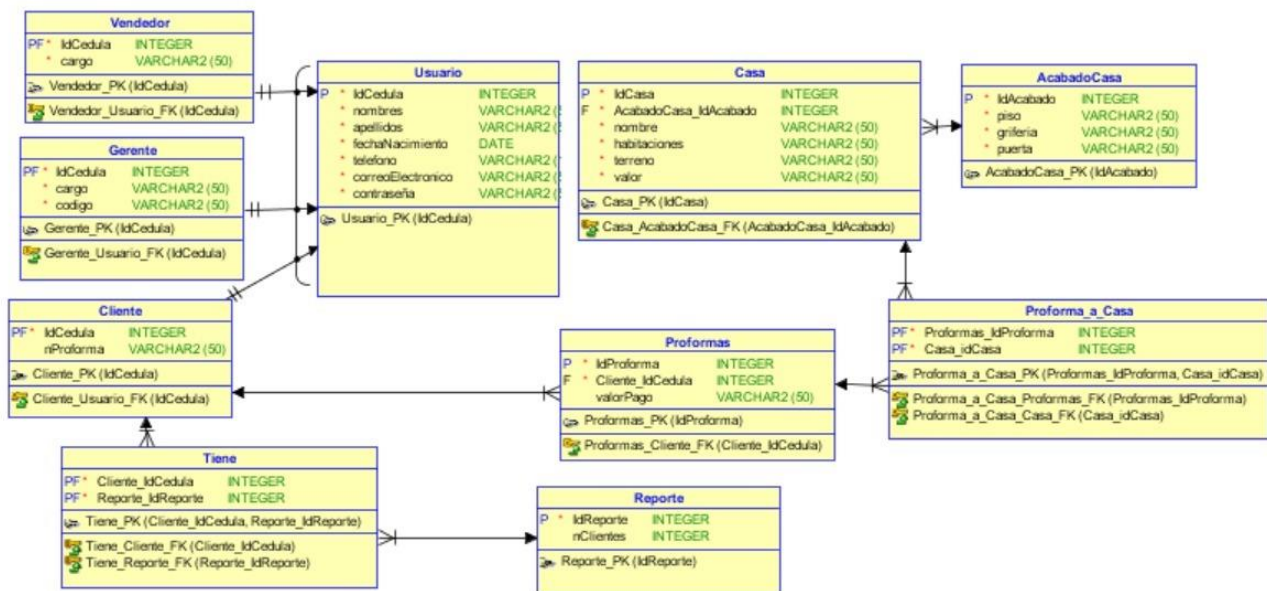 Vendedor
PF * IdCedula INTEGER
* cargo VARCHAR2 (50)
Vendedor_PK (IdCedula)
Vendedor_Usuario_FK (IdCedula)
Gerente
PF * IdCedula INTEGER
* cargo VARCHAR2 (50)
* codigo VARCHAR2 (50)
Gerente_PK (IdCedula)
Gerente_Usuario_FK (IdCedula)
Usuario
P * IdCedula INTEGER
* nombres VARCHAR2 (
* apellidos VARCHAR2 (
* fechaNacimiento DATE
* telefono VARCHAR2 (
* correoElectronico VARCHAR2 (
* contraseña VARCHAR2 (
Usuario_PK (IdCedula)
Casa
P * IdCasa INTEGER
F * AcabadoCasa_IdAcabado INTEGER
* nombre VARCHAR2 (50)
* habitaciones VARCHAR2 (50)
* terreno VARCHAR2 (50)
* valor VARCHAR2 (50)
Casa_PK (IdCasa)
Casa_AcabadoCasa_FK (AcabadoCasa_IdAcabado)
AcabadoCasa
P * IdAcabado INTEGER
* piso VARCHAR2 (50)
* griferia VARCHAR2 (50)
* puerta VARCHAR2 (50)
AcabadoCasa_PK (IdAcabado)
Cliente
PF * IdCedula INTEGER
nProforma VARCHAR2 (50)
Cliente_PK (IdCedula)
Cliente_Usuario_FK (IdCedula)
Proformas
P * IdProforma INTEGER
F * Cliente_IdCedula INTEGER
valorPago VARCHAR2 (50)
Proformas_PK (IdProforma)
Proformas_Cliente_FK (Cliente_IdCedula)
Proforma_a_Casa
PF * Proformas_IdProforma INTEGER
PF * Casa_idCasa INTEGER
Proforma_a_Casa_PK (Proformas_IdProforma, Casa_idCasa)
Proforma_a_Casa_Proformas_FK (Proformas_IdProforma)
Proforma_a_Casa_Casa_FK (Casa_idCasa)
Tiene
PF * Cliente_IdCedula INTEGER
PF * Reporte_IdReporte INTEGER
Tiene_PK (Cliente_IdCedula, Reporte_IdReporte)
Tiene_Cliente_FK (Cliente_IdCedula)
Tiene_Reporte_FK (Reporte_IdReporte)
Reporte
P * IdReporte INTEGER
nClientes INTEGER
Reporte_PK (IdReporte)